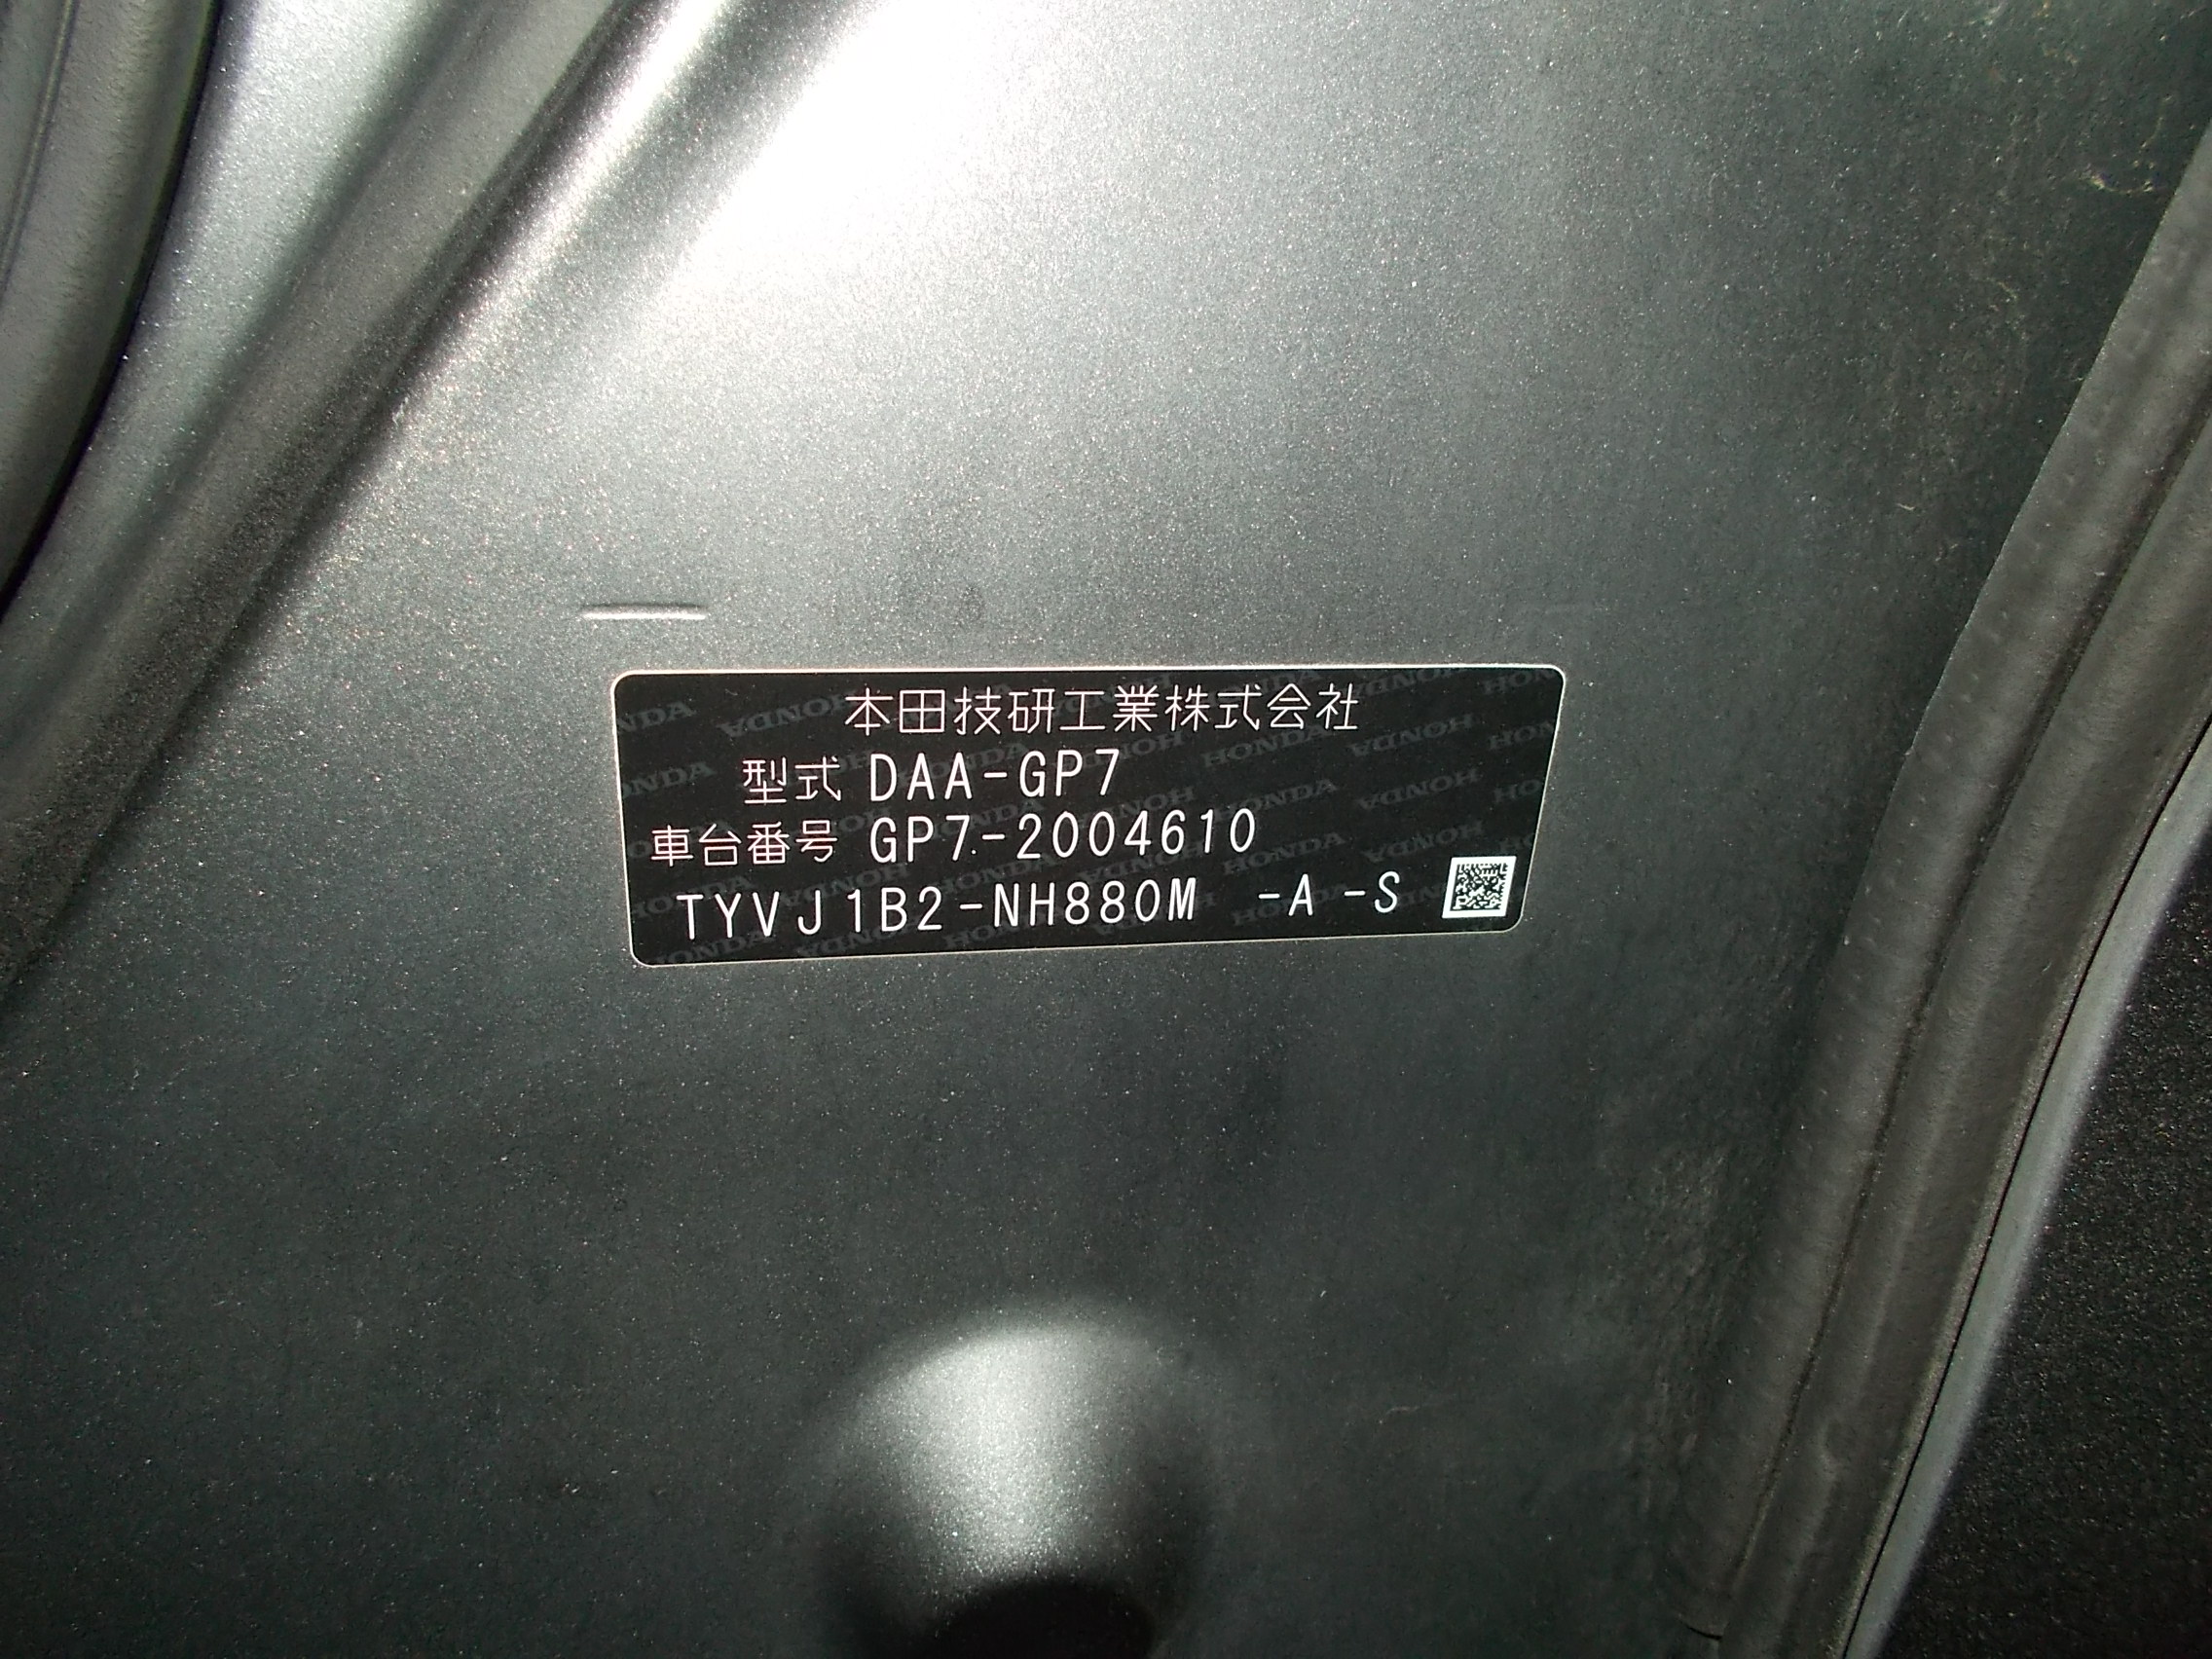 本田技研工業株式会社
型式 DAA-GP7
車台番号 GP7-2004610
TYVJ1B2-NH880M -A -S